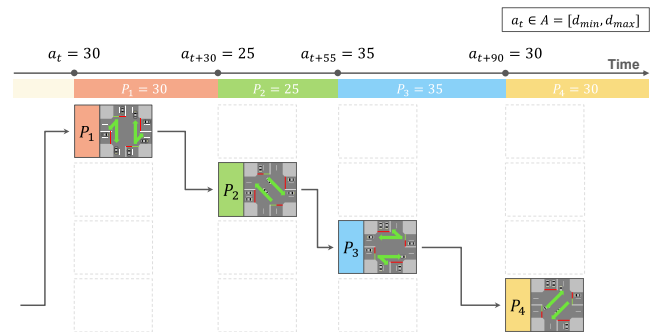 a_t ∈ A = [d_min, d_max]
a_t = 30 a_{t+30} = 25 a_{t+55} = 35 a_{t+90} = 30
Time
P_1 = 30 P_2 = 25 P_3 = 35 P_4 = 30
P_1
P_2
P_3
P_4